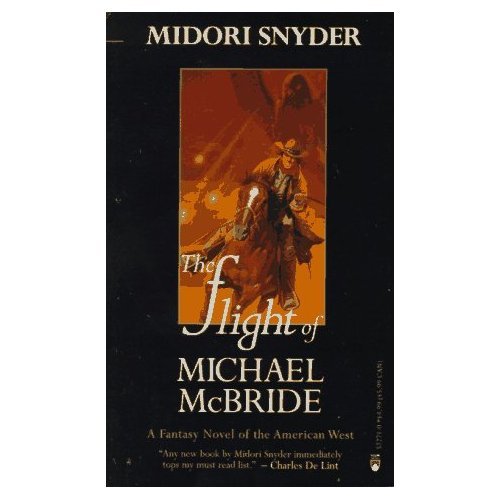 MIDORI SNYDER
The
flight of
MICHAEL
McBRIDE
A Fantasy Novel of the American West
"Any new book by Midori Snyder immediately
tops my must read list." – Charles De Lint